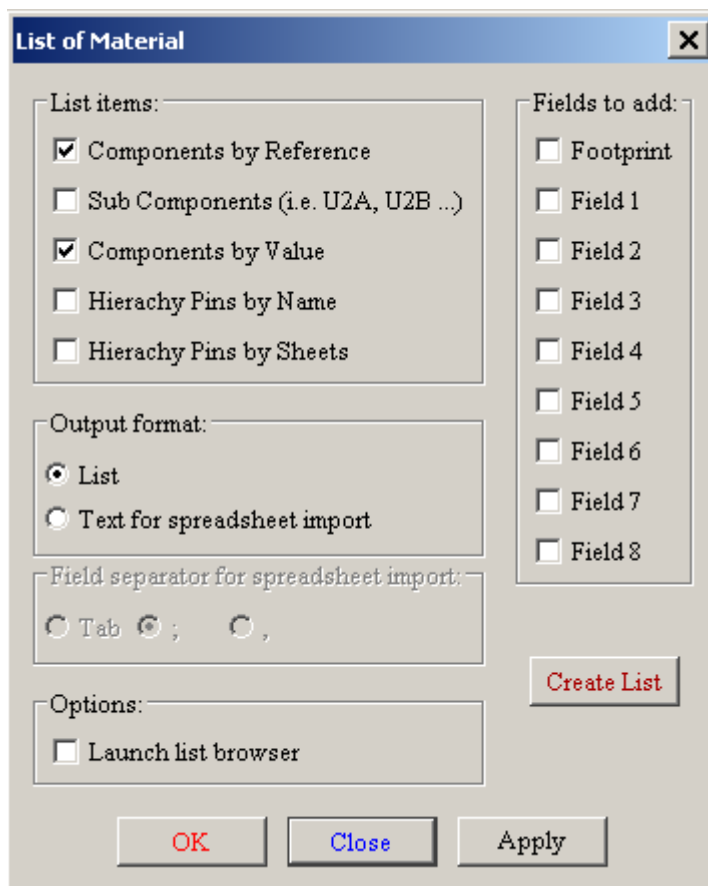 List of Material
List items:
Components by Reference
Sub Components (i.e. U2A, U2B ...)
Components by Value
Hierachy Pins by Name
Hierachy Pins by Sheets
Output format:
List
Text for spreadsheet import
Field separator for spreadsheet import:
Tab ; ,
Options:
Launch list browser
Fields to add:
Footprint
Field 1
Field 2
Field 3
Field 4
Field 5
Field 6
Field 7
Field 8
Create List
OK Close Apply